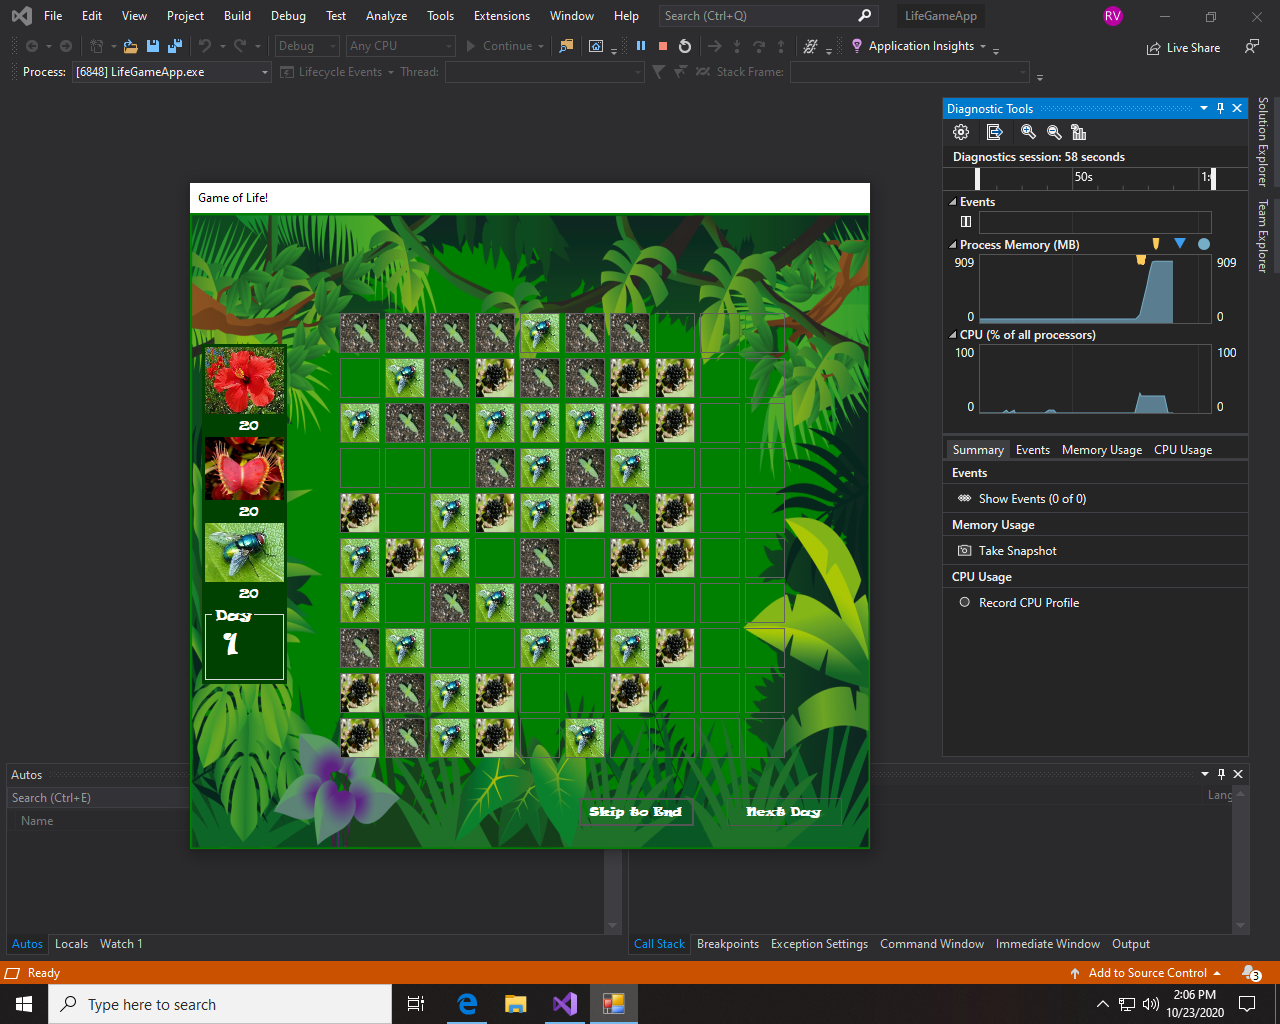 File Edit View Project Build Debug Test Analyze Tools Extensions Window Help Search (Ctrl+Q) LifeGameApp RV
Debug Any CPU Continue Application Insights Live Share
Process: [6848] LifeGameApp.exe Lifecycle Events Thread: Stack Frame:
Diagnostic Tools
Solution Explorer
Team Explorer
Diagnostics session: 58 seconds
50s
Events
Process Memory (MB)
909 909
0 0
CPU (% of all processors)
100 100
0 0
Summary Events Memory Usage CPU Usage
Events
Show Events (0 of 0)
Memory Usage
Take Snapshot
CPU Usage
Record CPU Profile
Game of Life!
20
20
20
Day
1
Skip to End Next Day
Autos
Search (Ctrl+E)
Name
Lang
Autos Locals Watch 1
Call Stack Breakpoints Exception Settings Command Window Immediate Window Output
Ready Add to Source Control 3
Type here to search
2:06 PM
10/23/2020